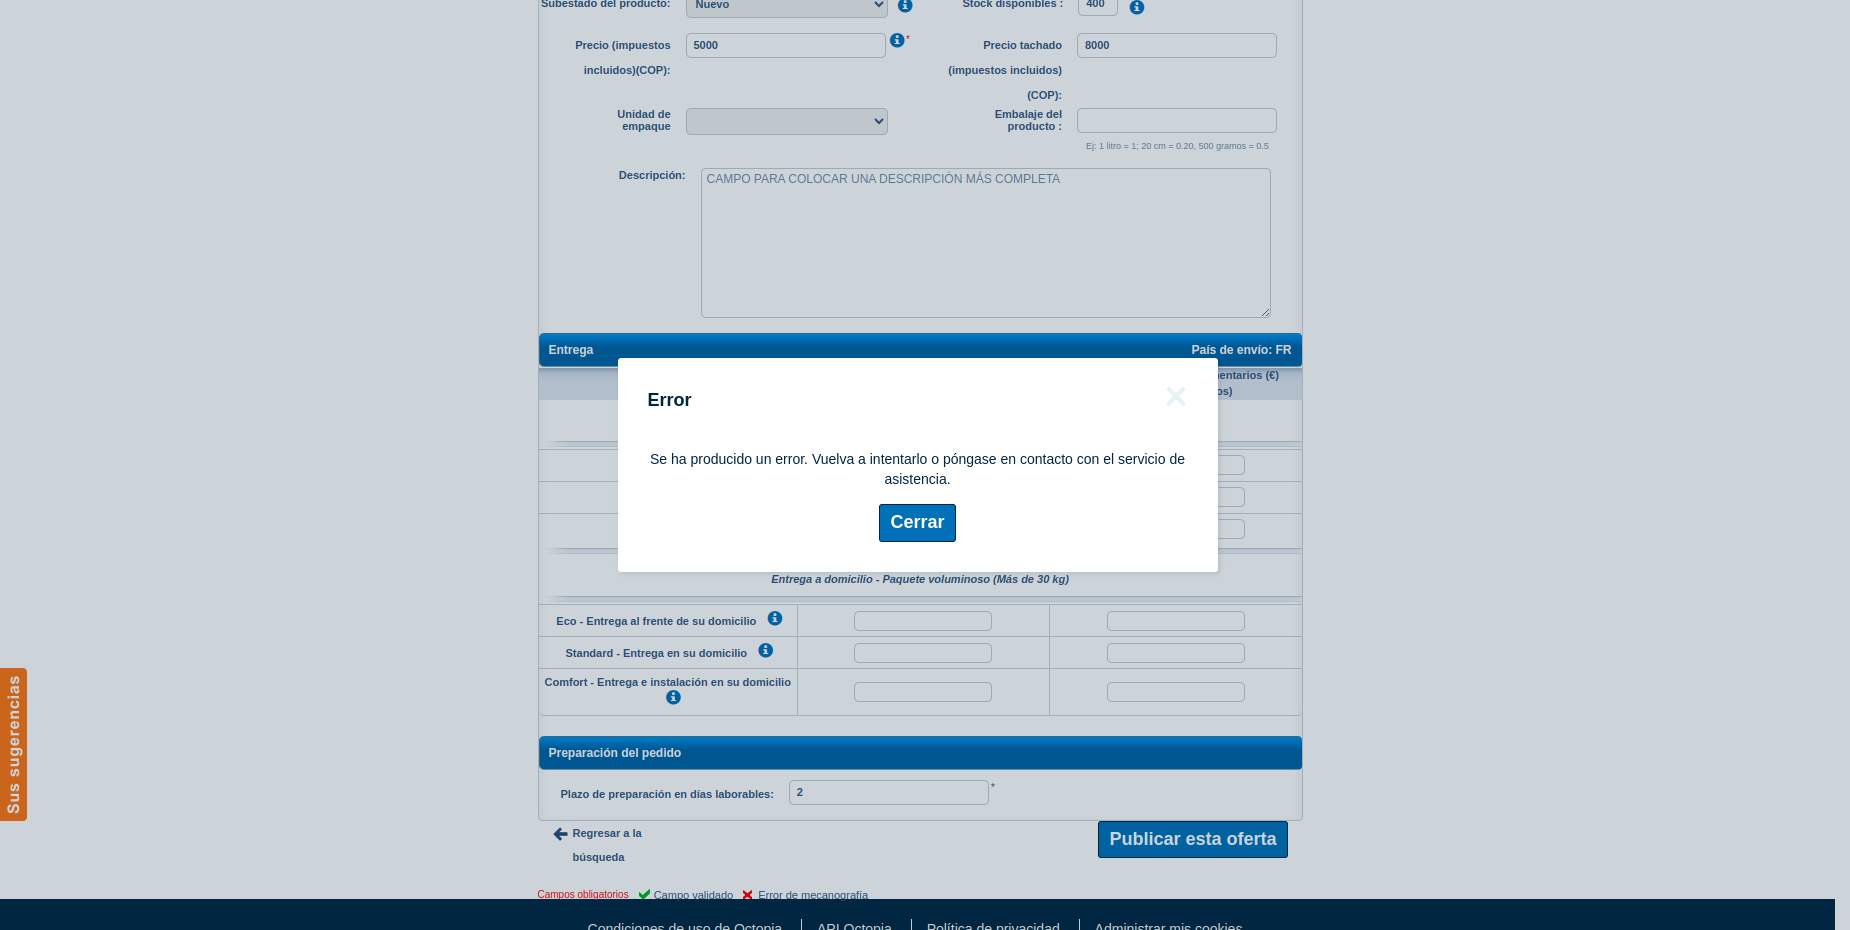 Subestado del producto: Nuevo Stock disponibles : 400
Precio (impuestos 5000 * Precio tachado 8000
incluidos)(COP): (impuestos incluidos)
(COP):
Unidad de Embalaje del
empaque producto :
Ej: 1 litro = 1; 20 cm = 0.20, 500 gramos = 0.5
Descripción: CAMPO PARA COLOCAR UNA DESCRIPCIÓN MÁS COMPLETA
Entrega País de envío: FR
mentarios (€)
os)
Error
Se ha producido un error. Vuelva a intentarlo o póngase en contacto con el servicio de
asistencia.
Cerrar
Entrega a domicilio - Paquete voluminoso (Más de 30 kg)
Eco - Entrega al frente de su domicilio
Standard - Entrega en su domicilio
Comfort - Entrega e instalación en su domicilio
Sus sugerencias
Preparación del pedido
Plazo de preparación en días laborables: 2 *
Regresar a la
búsqueda
Publicar esta oferta
Campos obligatorios Campo validado Error de mecanografía
Condiciones de uso de Octopia API Octopia Política de privacidad Administrar mis cookies